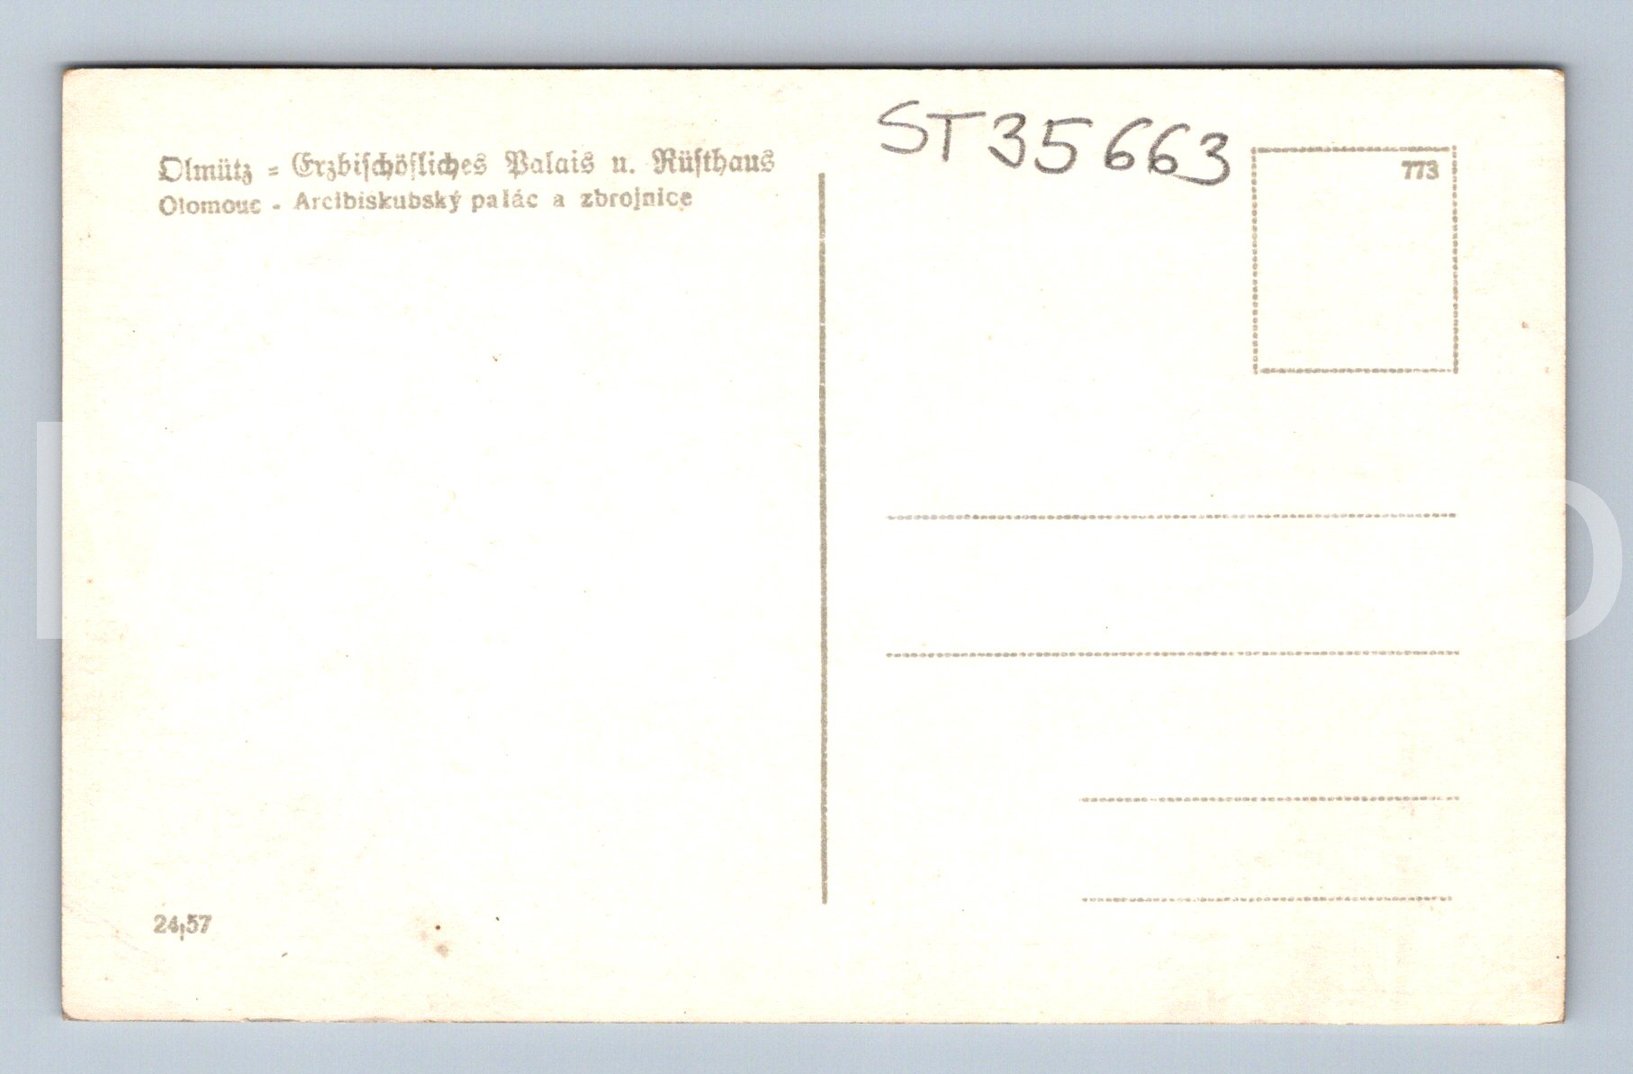 Olmütz = Erzbischöfliches Palais u. Rüsthaus
Olomouc - Arcibiskubský palác a zbrojnice
ST35663
773
24,57